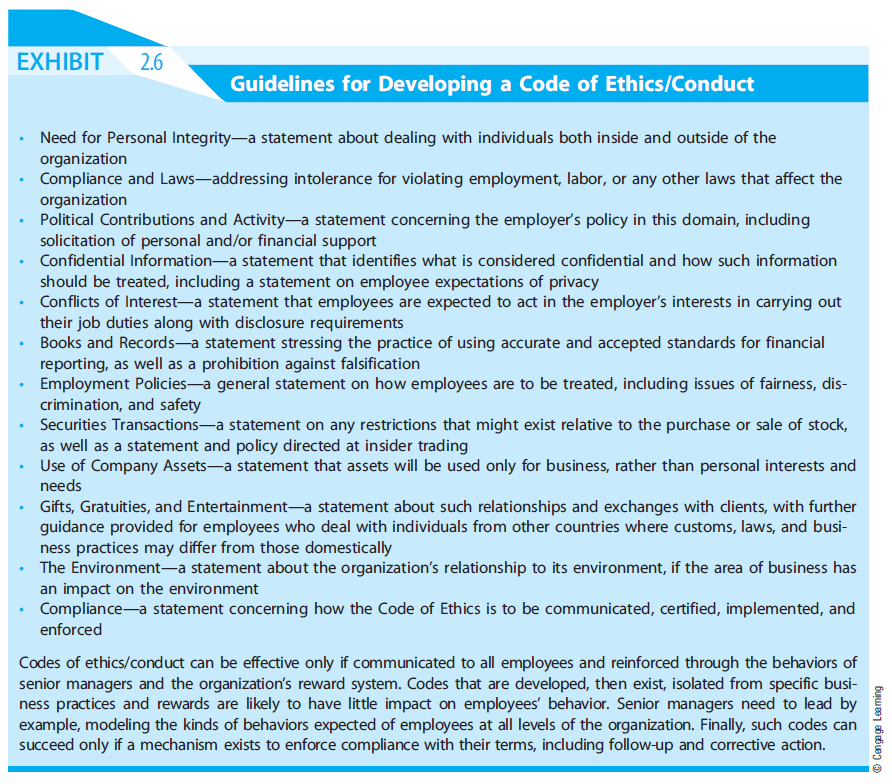 EXHIBIT 2.6
Guidelines for Developing a Code of Ethics/Conduct
• Need for Personal Integrity—a statement about dealing with individuals both inside and outside of the
organization
• Compliance and Laws—addressing intolerance for violating employment, labor, or any other laws that affect the
organization
• Political Contributions and Activity—a statement concerning the employer's policy in this domain, including
solicitation of personal and/or financial support
• Confidential Information—a statement that identifies what is considered confidential and how such information
should be treated, including a statement on employee expectations of privacy
• Conflicts of Interest—a statement that employees are expected to act in the employer's interests in carrying out
their job duties along with disclosure requirements
• Books and Records—a statement stressing the practice of using accurate and accepted standards for financial
reporting, as well as a prohibition against falsification
• Employment Policies—a general statement on how employees are to be treated, including issues of fairness, dis-
crimination, and safety
• Securities Transactions—a statement on any restrictions that might exist relative to the purchase or sale of stock,
as well as a statement and policy directed at insider trading
• Use of Company Assets—a statement that assets will be used only for business, rather than personal interests and
needs
• Gifts, Gratuities, and Entertainment—a statement about such relationships and exchanges with clients, with further
guidance provided for employees who deal with individuals from other countries where customs, laws, and busi-
ness practices may differ from those domestically
• The Environment—a statement about the organization's relationship to its environment, if the area of business has
an impact on the environment
• Compliance—a statement concerning how the Code of Ethics is to be communicated, certified, implemented, and
enforced
Codes of ethics/conduct can be effective only if communicated to all employees and reinforced through the behaviors of
senior managers and the organization's reward system. Codes that are developed, then exist, isolated from specific busi-
ness practices and rewards are likely to have little impact on employees' behavior. Senior managers need to lead by
example, modeling the kinds of behaviors expected of employees at all levels of the organization. Finally, such codes can
succeed only if a mechanism exists to enforce compliance with their terms, including follow-up and corrective action.
© Cengage Learning